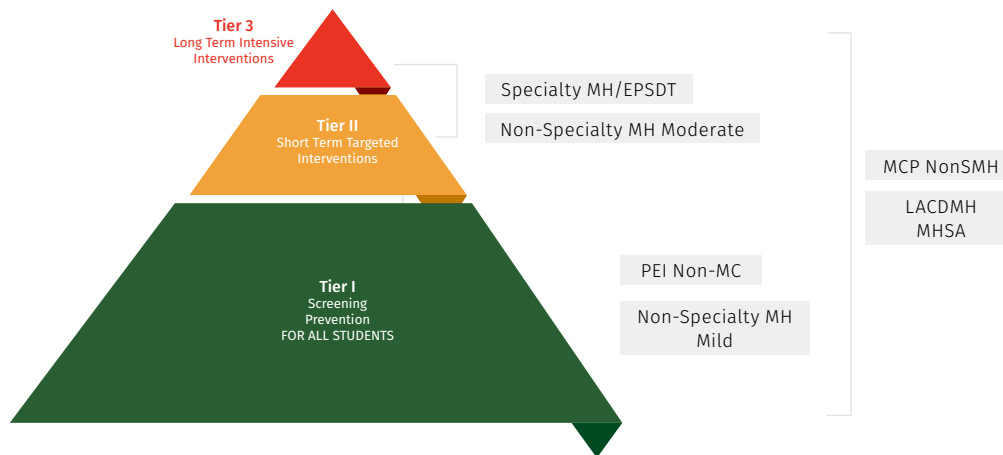 Tier 3
Long Term Intensive
Interventions
Specialty MH/EPSDT
Tier II
Short Term Targeted
Interventions
Non-Specialty MH Moderate
MCP NonSMH
LACDMH
MHSA
Tier I
Screening
Prevention
FOR ALL STUDENTS
PEI Non-MC
Non-Specialty MH
Mild